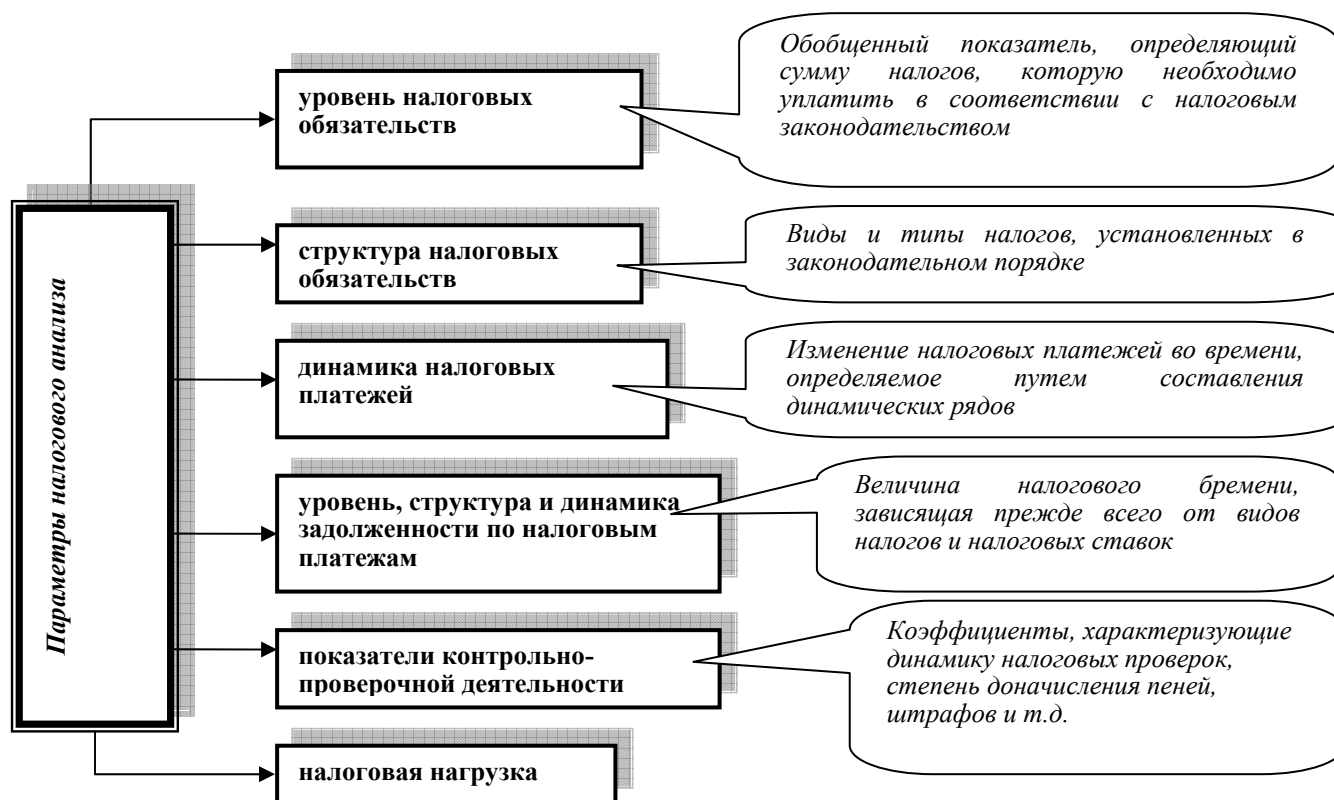 Параметры налогового анализа
уровень налоговых
обязательств
Обобщенный показатель, определяющий
сумму налогов, которую необходимо
уплатить в соответствии с налоговым
законодательством
структура налоговых
обязательств
Виды и типы налогов, установленных в
законодательном порядке
динамика налоговых
платежей
Изменение налоговых платежей во времени,
определяемое путем составления
динамических рядов
уровень, структура и динамика
задолженности по налоговым
платежам
Величина налогового бремени,
зависящая прежде всего от видов
налогов и налоговых ставок
показатели контрольно-
проверочной деятельности
Коэффициенты, характеризующие
динамику налоговых проверок,
степень доначисления пеней,
штрафов и т.д.
налоговая нагрузка